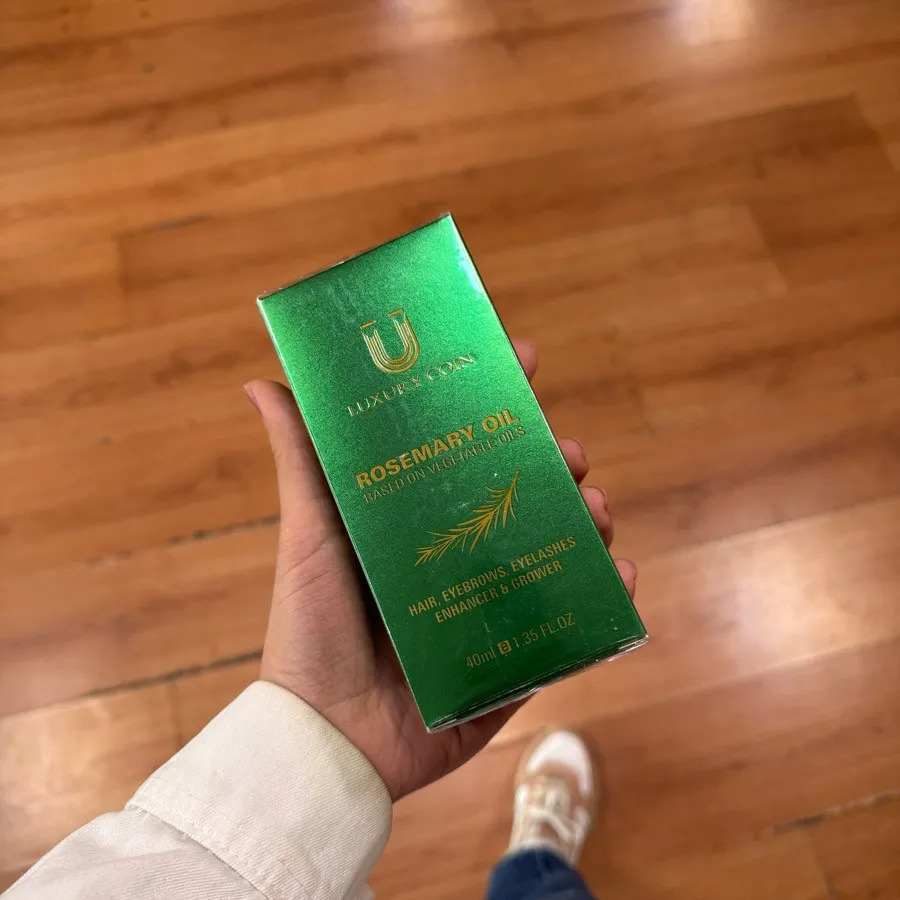 LUXURY COIN
ROSEMARY OIL
BASED ON VEGETABLE OILS
HAIR, EYEBROWS, EYELASHES
ENHANCER & GROWER
40ml e 1.35 FL.OZ